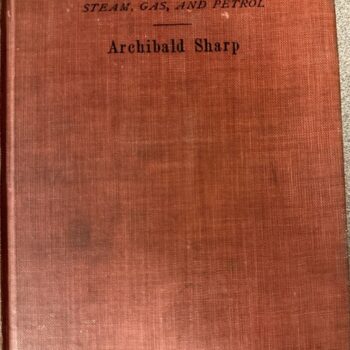 STEAM, GAS, AND PETROL
Archibald Sharp